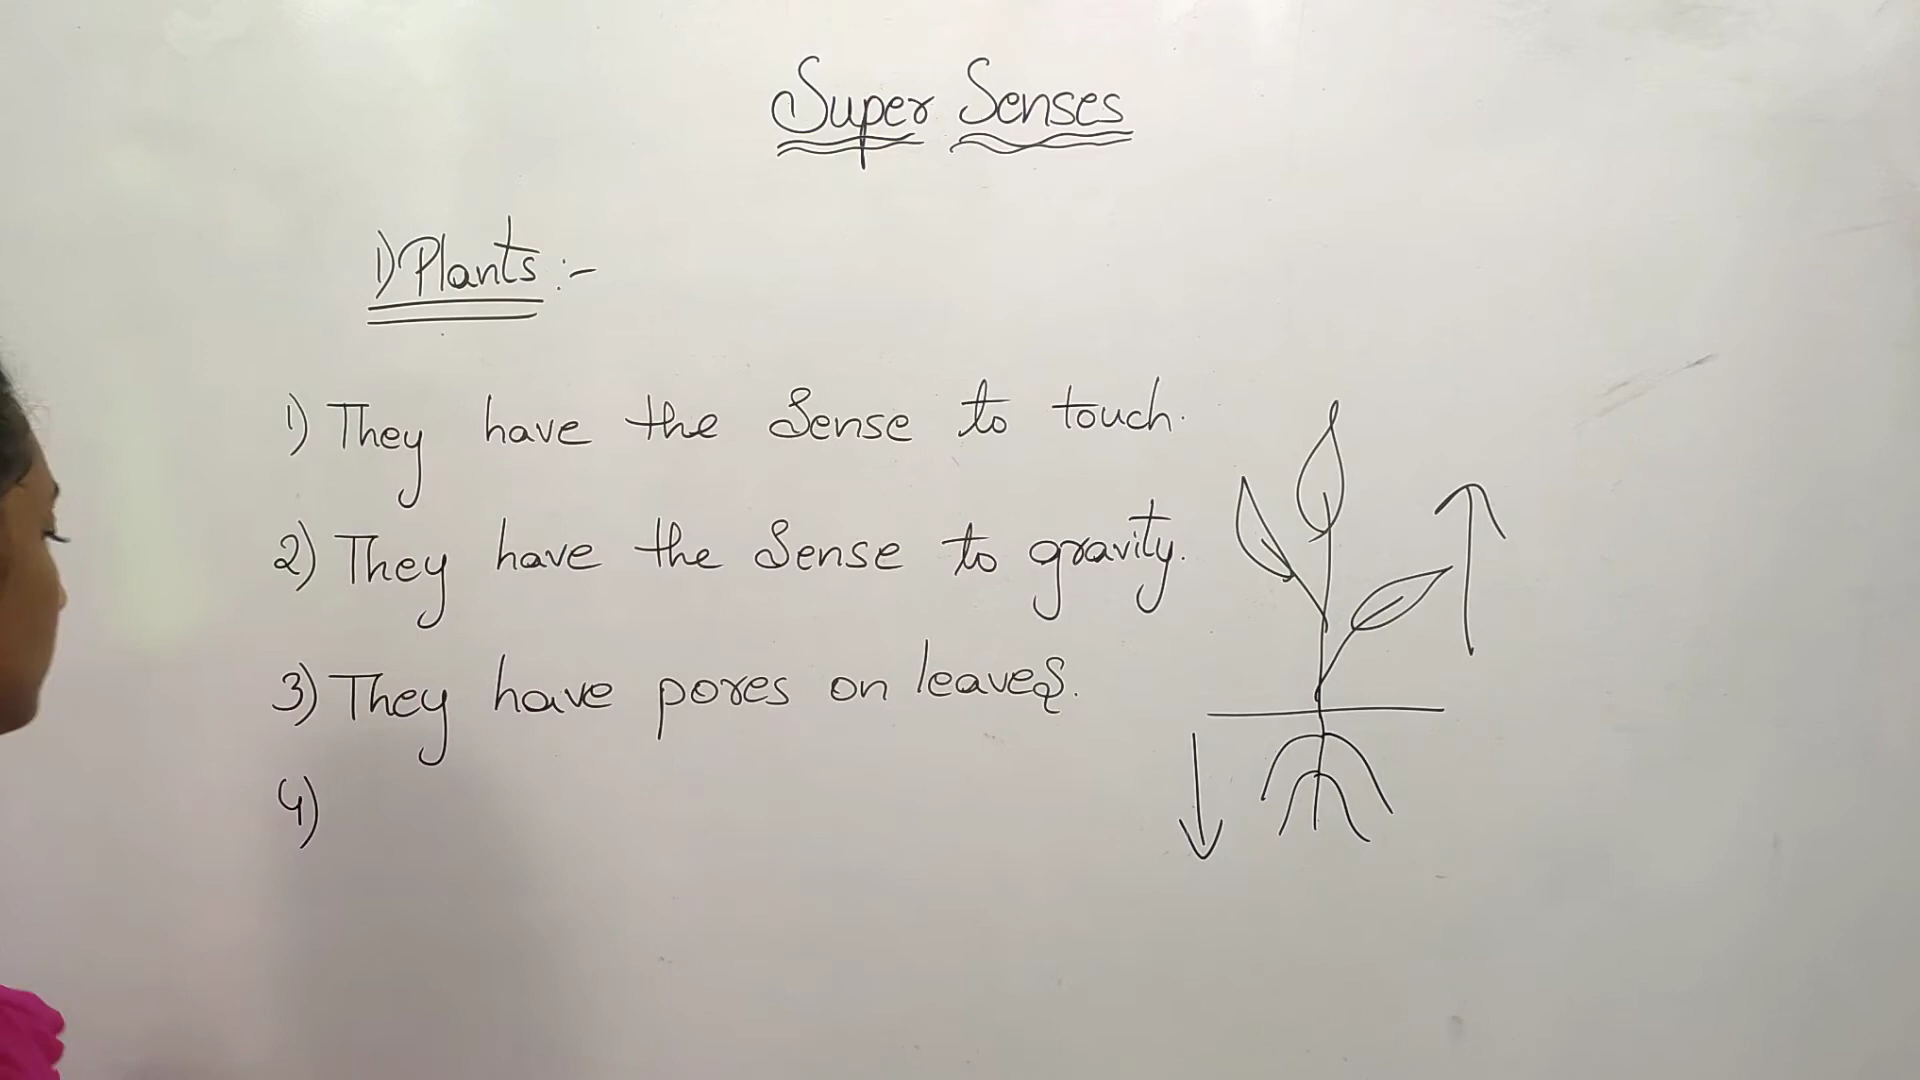 Super Senses
1) Plants :-
1) They have the Sense to touch.
2) They have the Sense to gravity.
3) They have pores on leaves.
4)